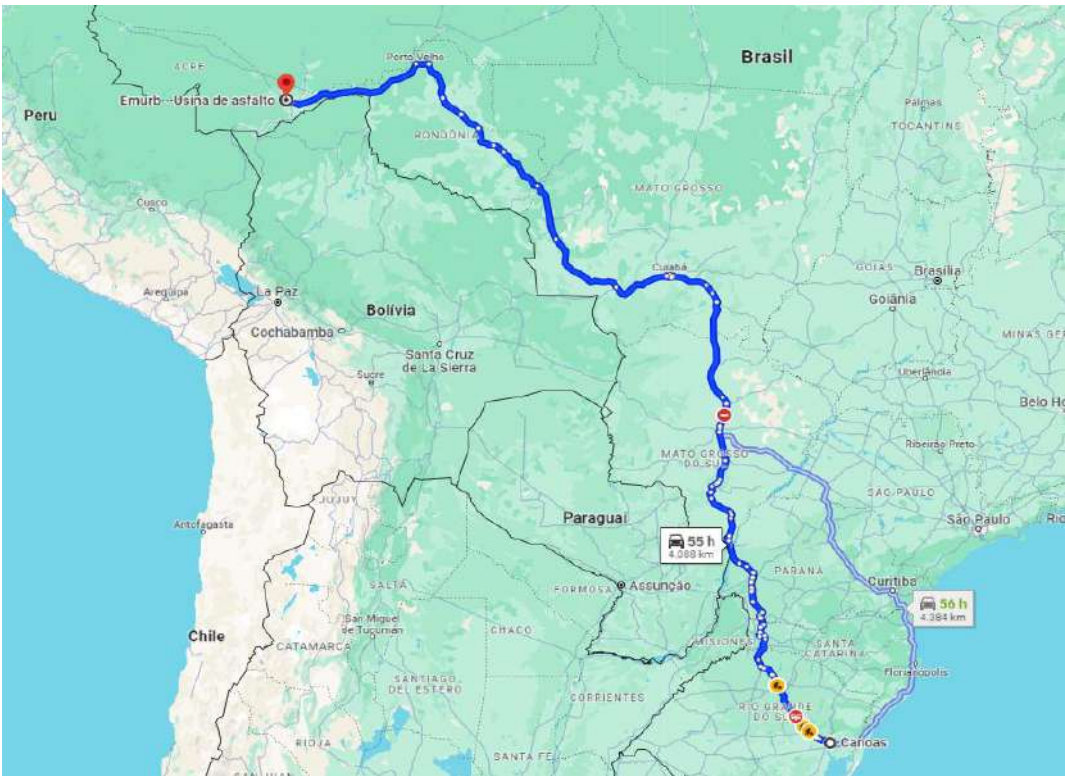 Brasil
Porto Velho
ACRE
Emurb - Usina de asfalto
Palmas
TOCANTINS
Peru
RONDÔNIA
MATO GROSSO
Cusco
Cuiabá
GOIÁS
Brasília
Arequipa
La Paz
Goiânia
Bolívia
MINAS GER
Cochabamba
Santa Cruz
de La Sierra
Uberlândia
Sucre
Belo Ho
Ribeirão Preto
MATO GROSSO
DO SUL
SÃO PAULO
JUJUY
Antofagasta
Paraguai
São Paulo
Rio
55 h
4.088 km
PARANÁ
SALTA
FORMOSA
Assunção
Curitiba
56 h
4.384 km
San Miguel
de Tucumán
CHACO
Chile
MISIONES
SANTA
CATARINA
CATAMARCA
Florianópolis
SANTIAGO
DEL ESTERO
CORRIENTES
RIO GRANDE
DO SUL
RIOJA
SANTA FE
Canoas
SAN JUAN